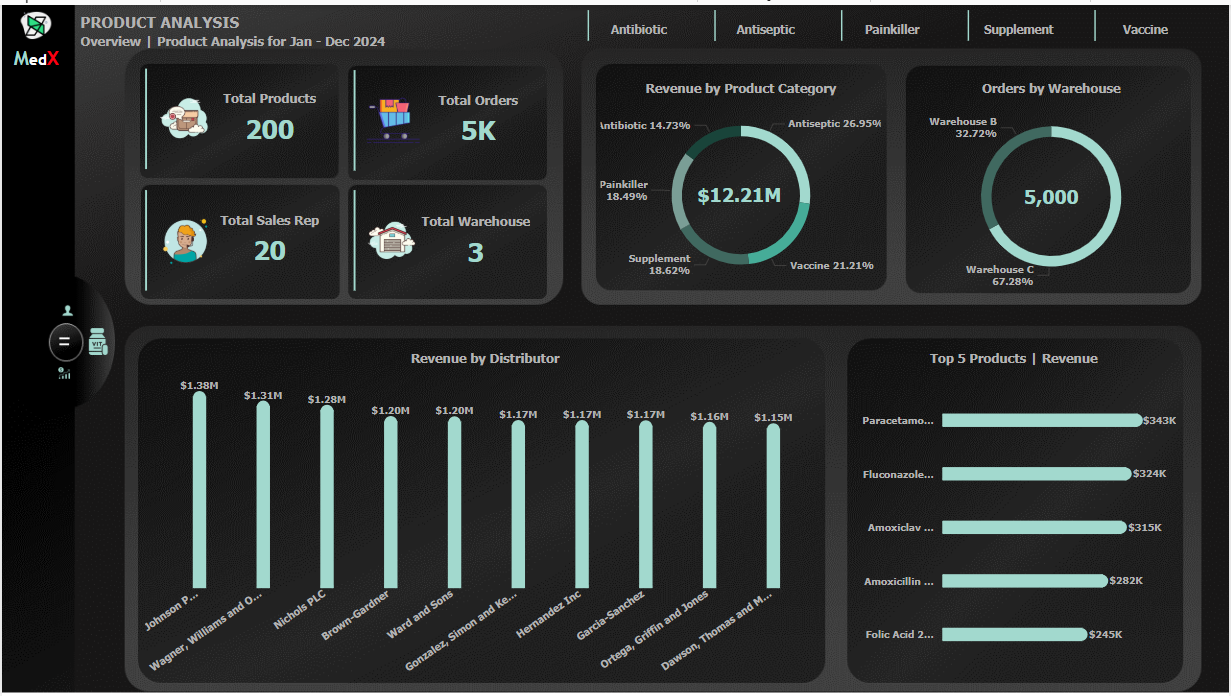 MedX
PRODUCT ANALYSIS
Overview | Product Analysis for Jan - Dec 2024
Antibiotic
Antiseptic
Painkiller
Supplement
Vaccine
Total Products
200
Total Orders
5K
Total Sales Rep
20
Total Warehouse
3
Revenue by Product Category
Antibiotic 14.73%
Antiseptic 26.95%
Painkiller
18.49%
$12.21M
Supplement
18.62%
Vaccine 21.21%
Orders by Warehouse
Warehouse B
32.72%
5,000
Warehouse C
67.28%
VIT
Revenue by Distributor
$1.38M
$1.31M
$1.28M
$1.20M
$1.20M
$1.17M
$1.17M
$1.17M
$1.16M
$1.15M
Johnson P...
Wagner, Williams and O...
Nichols PLC
Brown-Gardner
Ward and Sons
Gonzalez, Simon and Ke...
Hernandez Inc
Garcia-Sanchez
Ortega, Griffin and Jones
Dawson, Thomas and M...
Top 5 Products | Revenue
Paracetamo... $343K
Fluconazole... $324K
Amoxiclav ... $315K
Amoxicillin ... $282K
Folic Acid 2... $245K